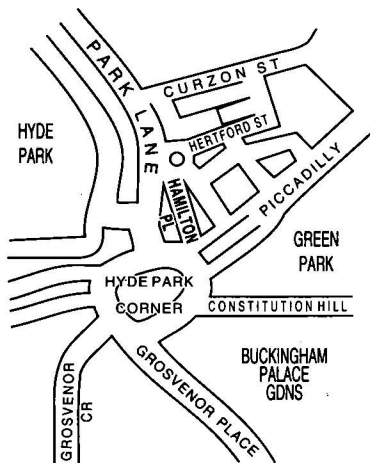 PARK LANE
CURZON ST
HYDE
PARK
HERTFORD ST
HAMILTON
PL
PICCADILLY
GREEN
PARK
HYDE PARK
CORNER
CONSTITUTION HILL
BUCKINGHAM
PALACE
GDNS
GROSVENOR
CR
GROSVENOR PLACE